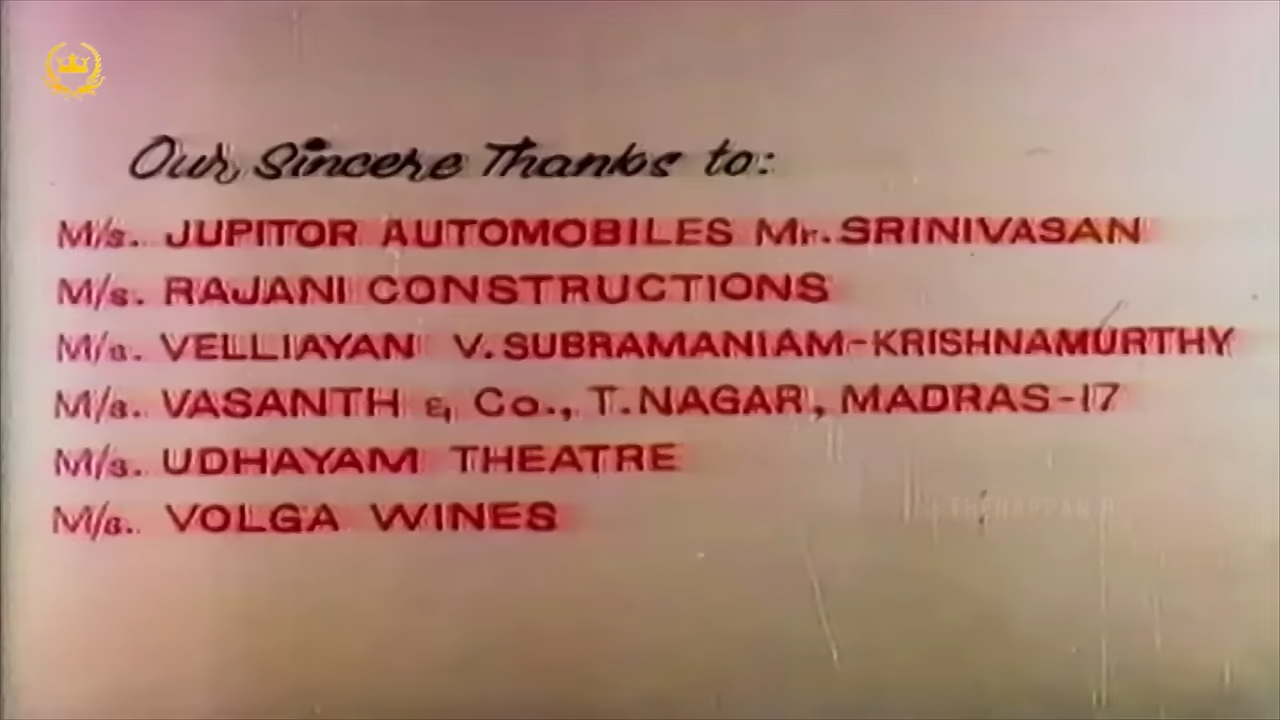 Our Sincere Thanks to:
M/s. JUPITOR AUTOMOBILES Mr. SRINIVASAN
M/s. RAJANI CONSTRUCTIONS
M/s. VELLIAYAN V. SUBRAMANIAM-KRISHNAMURTHY
M/s. VASANTH & Co., T. NAGAR, MADRAS-17
M/s. UDHAYAM THEATRE
M/s. VOLGA WINES